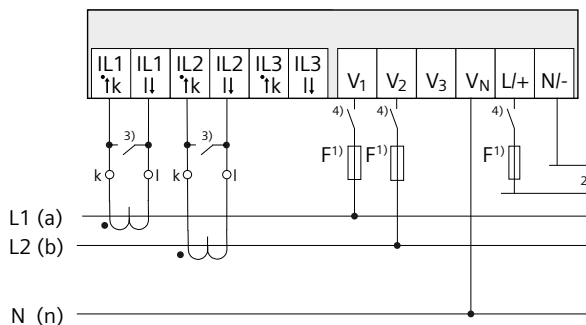 IL1 IL1 IL2 IL2 IL3 IL3
↑k l↓ ↑k l↓ ↑k l↓ V1 V2 V3 VN L/+ N/-
3) 3) 4) 4) 4)
F1) F1) F1)
k l k l
2
L1 (a)
L2 (b)
N (n)